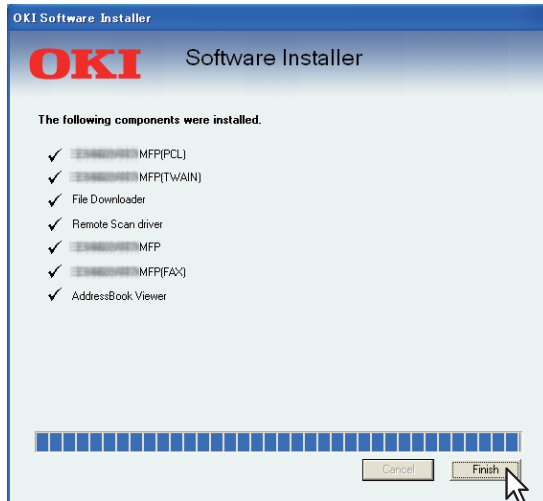 OKI Software Installer
OKI Software Installer
The following components were installed.
MFP(PCL)
MFP(TWAIN)
File Downloader
Remote Scan driver
MFP
MFP(FAX)
AddressBook Viewer
Cancel Finish